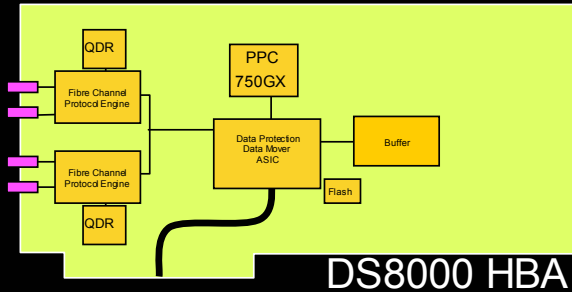 QDR
Fibre Channel
Protocol Engine
PPC
750GX
Data Protection
Data Mover
ASIC
Buffer
Fibre Channel
Protocol Engine
Flash
QDR
DS8000 HBA